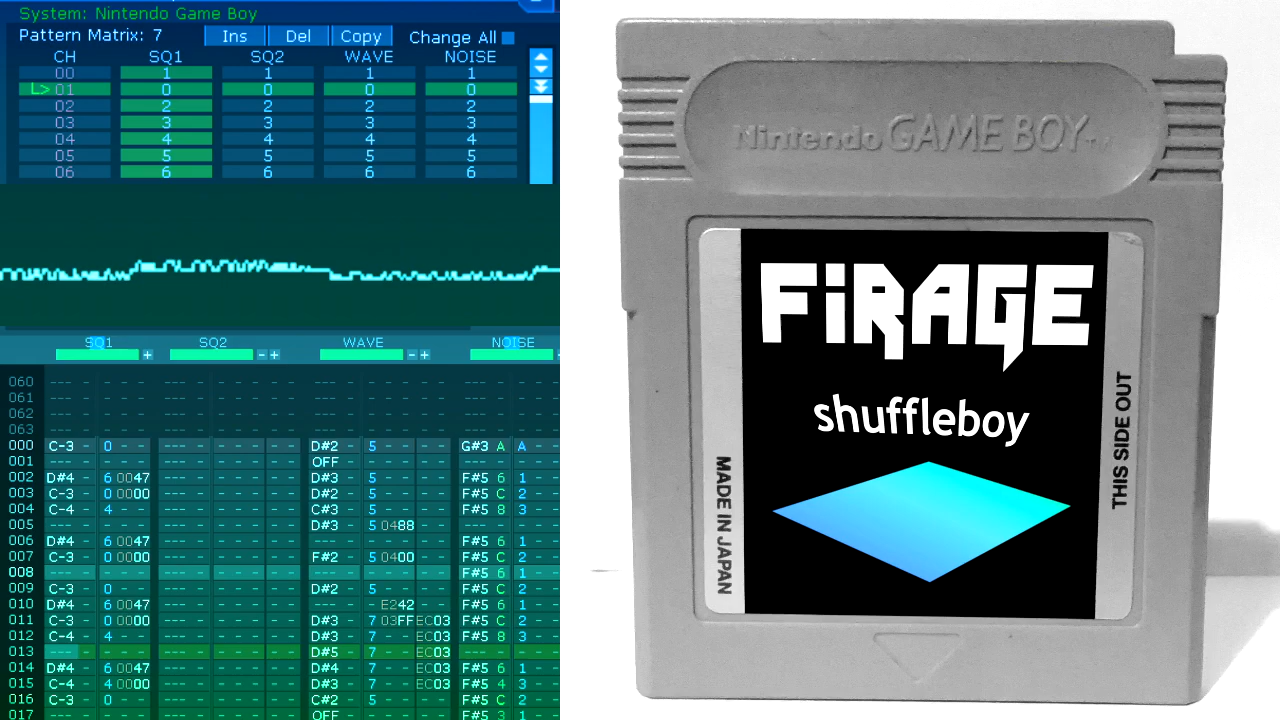 System: Nintendo Game Boy
Pattern Matrix: 7 Ins Del Copy Change All
CH SQ1 SQ2 WAVE NOISE
00 1 1 1 1
L> 01 0 0 0 0
02 2 2 2 2
03 3 3 3 3
04 4 4 4 4
05 5 5 5 5
06 6 6 6 6
SQ1 SQ2 WAVE NOISE
+ - + - +
060 --- - - - --- - - - - --- - - - - --- - - -
061 --- - - - --- - - - - --- - - - - --- - - -
062 --- - - - --- - - - - --- - - - - --- - - -
063 --- - - - --- - - - - --- - - - - --- - - -
000 C-3 - 0 - - --- - - - - D#2 - 5 - - - - G#3 A A - -
001 --- - - - --- - - - - OFF - - - - - - --- - - - -
002 D#4 - 6 0047 --- - - - - D#3 - 5 - - - - F#5 6 1 - -
003 C-3 - 0 0000 --- - - - - D#2 - 5 - - - - F#5 C 2 - -
004 C-4 - 4 - - --- - - - - C#3 - 5 - - - - F#5 8 3 - -
005 --- - - - --- - - - - D#3 - 5 0488 - - --- - - - -
006 D#4 - 6 0047 --- - - - - --- - - - - - - F#5 6 1 - -
007 C-3 - 0 0000 --- - - - - F#2 - 5 0400 - - F#5 C 2 - -
008 --- - - - --- - - - - --- - - - - - - F#5 6 1 - -
009 C-3 - 0 - - --- - - - - D#2 - 5 - - - - F#5 C 2 - -
010 D#4 - 6 0047 --- - - - - --- - - E242 - - F#5 6 1 - -
011 C-3 - 0 0000 --- - - - - D#3 - 7 03FF EC03 F#5 C 2 - -
012 C-4 - 4 - - --- - - - - D#3 - 7 - - EC03 F#5 8 3 - -
013 --- - - - --- - - - - D#5 - 7 - - EC03 --- - - - -
014 D#4 - 6 0047 --- - - - - D#4 - 7 - - EC03 F#5 6 1 - -
015 C-4 - 4 0000 --- - - - - D#3 - 7 - - EC03 F#5 4 3 - -
016 C-3 - 0 - - --- - - - - C#2 - 5 - - - - F#5 C 2 - -
017 --- - - - --- - - - - OFF - - - - - - F#5 3 1 - -
Nintendo GAME BOY TM
FiRAGE
shuffleboy
MADE IN JAPAN
THIS SIDE OUT